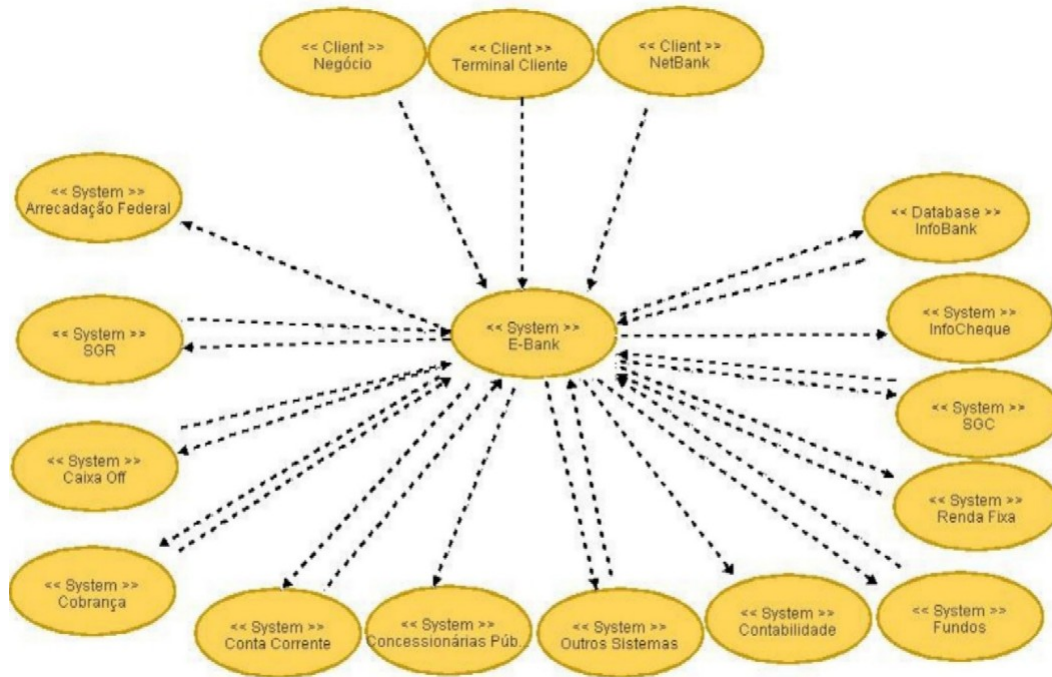 << Client >>
Negócio
<< Client >>
Terminal Cliente
<< Client >>
NetBank
<< System >>
Arrecadação Federal
<< Database >>
InfoBank
<< System >>
SGR
<< System >>
E-Bank
<< System >>
InfoCheque
<< System >>
SGC
<< System >>
Caixa Off
<< System >>
Renda Fixa
<< System >>
Cobrança
<< System >>
Conta Corrente
<< System >>
Concessionárias Púb...
<< System >>
Outros Sistemas
<< System >>
Contabilidade
<< System >>
Fundos